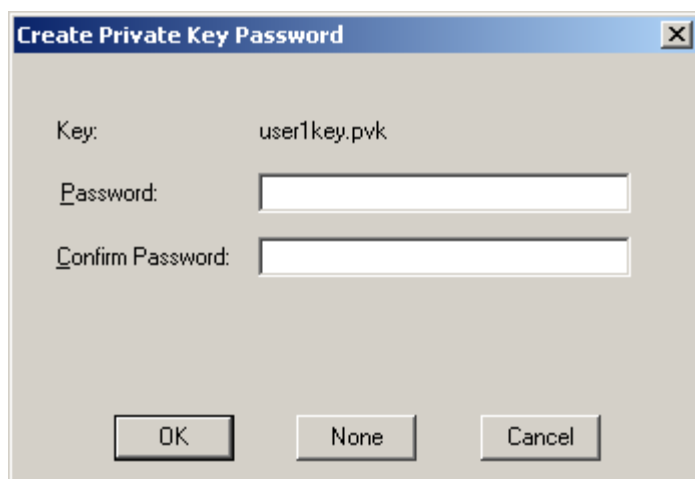 Create Private Key Password
Key: user1key.pvk
Password:
Confirm Password:
OK None Cancel